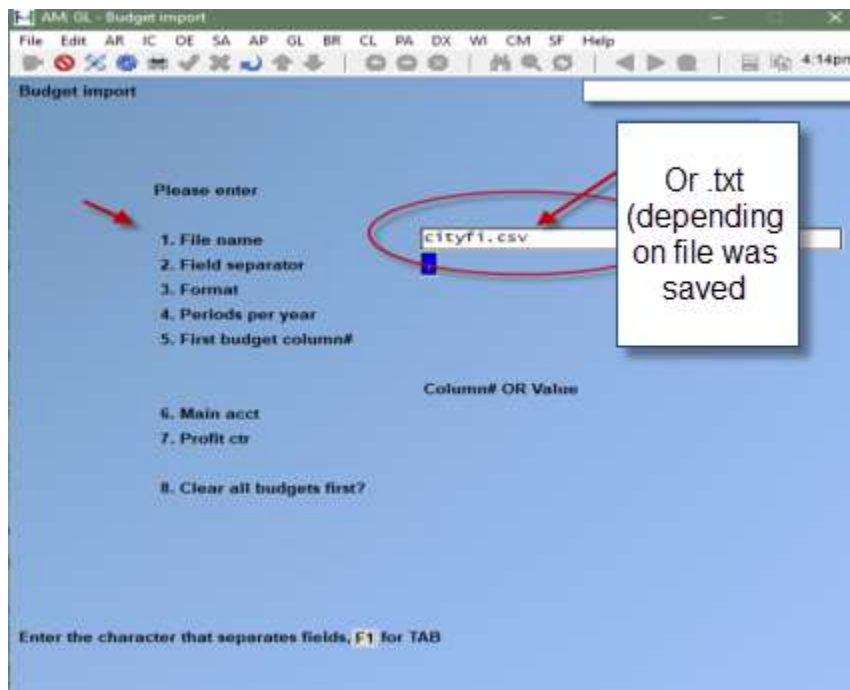 AM: GL - Budget import
File Edit AR IC OE SA AP GL BR CL PA DX WI CM SF Help
4:14pm
Budget import
Please enter
1. File name cityfi.csv
2. Field separator
3. Format
4. Periods per year
5. First budget column#
Column# OR Value
6. Main acct
7. Profit ctr
8. Clear all budgets first?
Or .txt
(depending
on file was
saved
Enter the character that separates fields, F1 for TAB